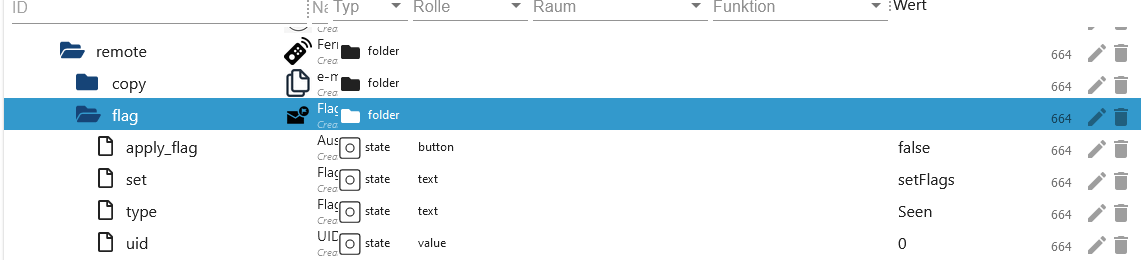 ID Na Typ Rolle Raum Funktion Wert
Crea
remote Fer folder 664
copy e-m Crea folder 664
flag Flag Crea folder 664
apply_flag Aus Crea state button false 664
set Flag Crea state text setFlags 664
type Flag Crea state text Seen 664
uid UID Crea state value 0 664